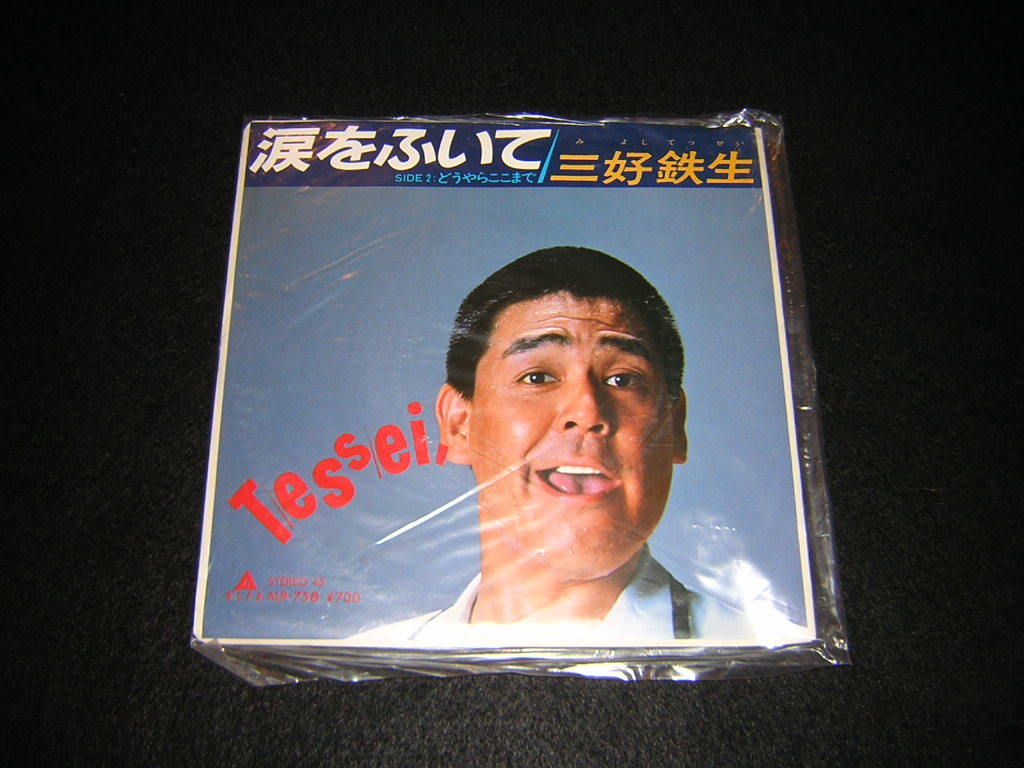 涙をふいて/三好鉄生
みよしてっせい
SIDE 2:どうやらここまで
Tessei,
STEREO 45
ALR-738 ¥700